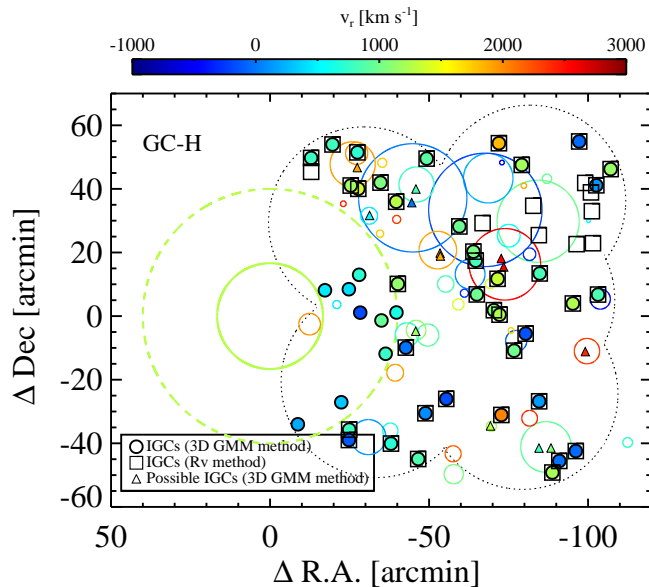 v_r [km s^-1]
-1000 0 1000 2000 3000
GC-H
60
40
20
0
-20
-40
-60
Δ Dec [arcmin]
IGCs (3D GMM method)
IGCs (Rv method)
Possible IGCs (3D GMM method)
50 0 -50 -100
Δ R.A. [arcmin]